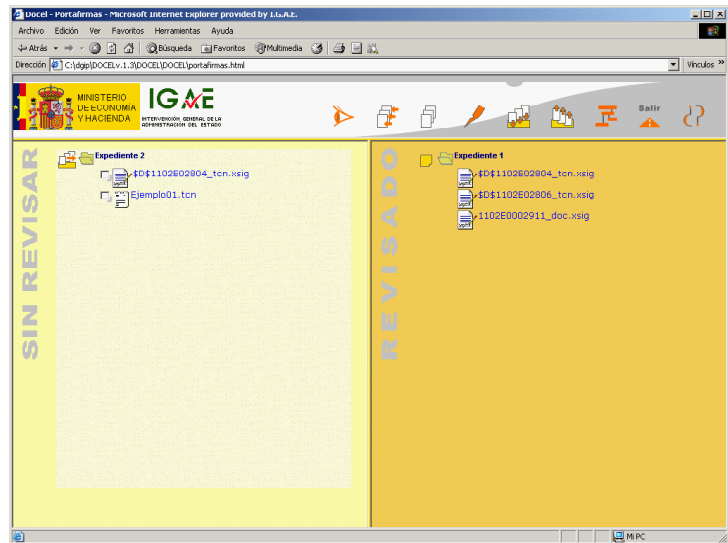 Docel - Portafirmas - Microsoft Internet Explorer provided by I.G.A.E.
Archivo Edición Ver Favoritos Herramientas Ayuda
Atrás Búsqueda Favoritos Multimedia
Dirección C:\dgip\DOCELv.1.3\DOCEL\DOCEL\portafirmas.html Vínculos »
MINISTERIO
DE ECONOMÍA
Y HACIENDA
IGAE
INTERVENCIÓN GENERAL DE LA
ADMINISTRACIÓN DEL ESTADO
Salir
SIN REVISAR
Expediente 2
$D$1102E02804_tcn.xsig
Ejemplo01.tcn
REVISADO
Expediente 1
$D$1102E02804_tcn.xsig
$D$1102E02806_tcn.xsig
1102E0002911_doc.xsig
Mi PC